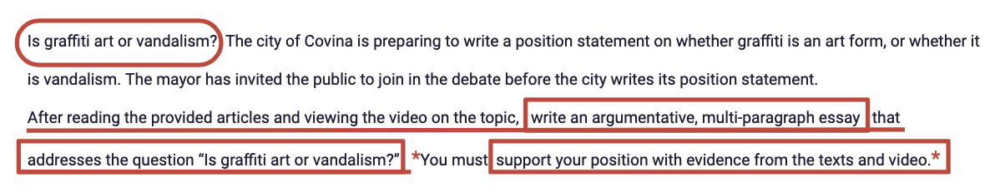 Is graffiti art or vandalism? The city of Covina is preparing to write a position statement on whether graffiti is an art form, or whether it
is vandalism. The mayor has invited the public to join in the debate before the city writes its position statement.
After reading the provided articles and viewing the video on the topic, write an argumentative, multi-paragraph essay that
addresses the question “Is graffiti art or vandalism?” *You must support your position with evidence from the texts and video.*